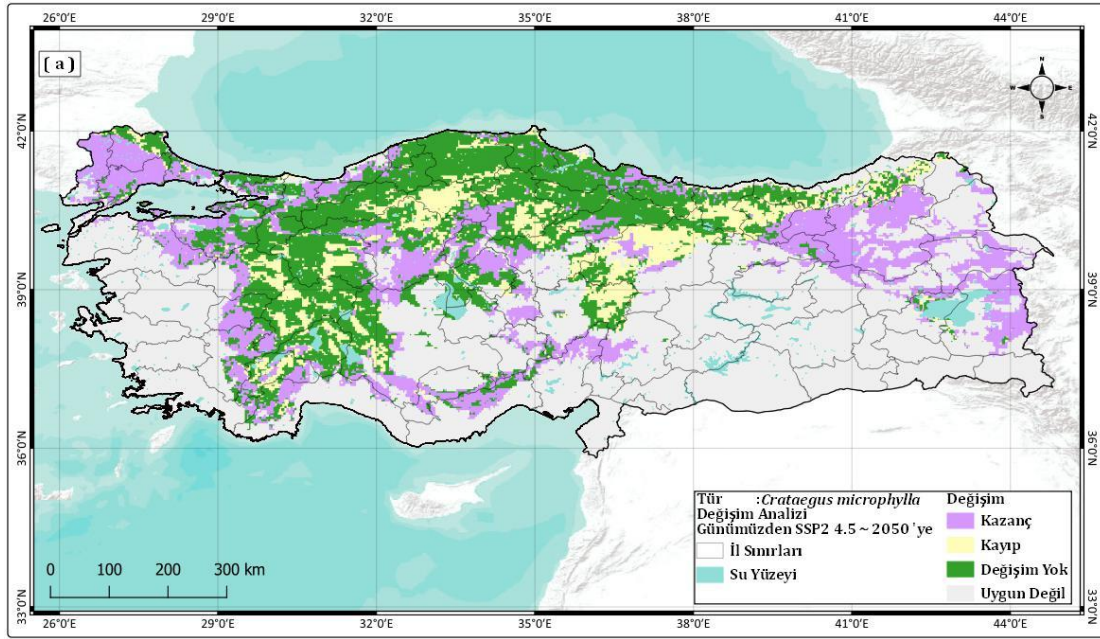 26°0'E 29°0'E 32°0'E 35°0'E 38°0'E 41°0'E 44°0'E
( a )
N
W E
S
42°0'N 42°0'N
39°0'N 39°0'N
36°0'N 36°0'N
33°0'N 33°0'N
Tür :Crataegus microphylla
Değişim Analizi
Günümüzden SSP2 4.5 ~ 2050 'ye
İl Sınırları
Su Yüzeyi
Değişim
Kazanç
Kayıp
Değişim Yok
Uygun Değil
0 100 200 300 km
26°0'E 29°0'E 32°0'E 35°0'E 38°0'E 41°0'E 44°0'E